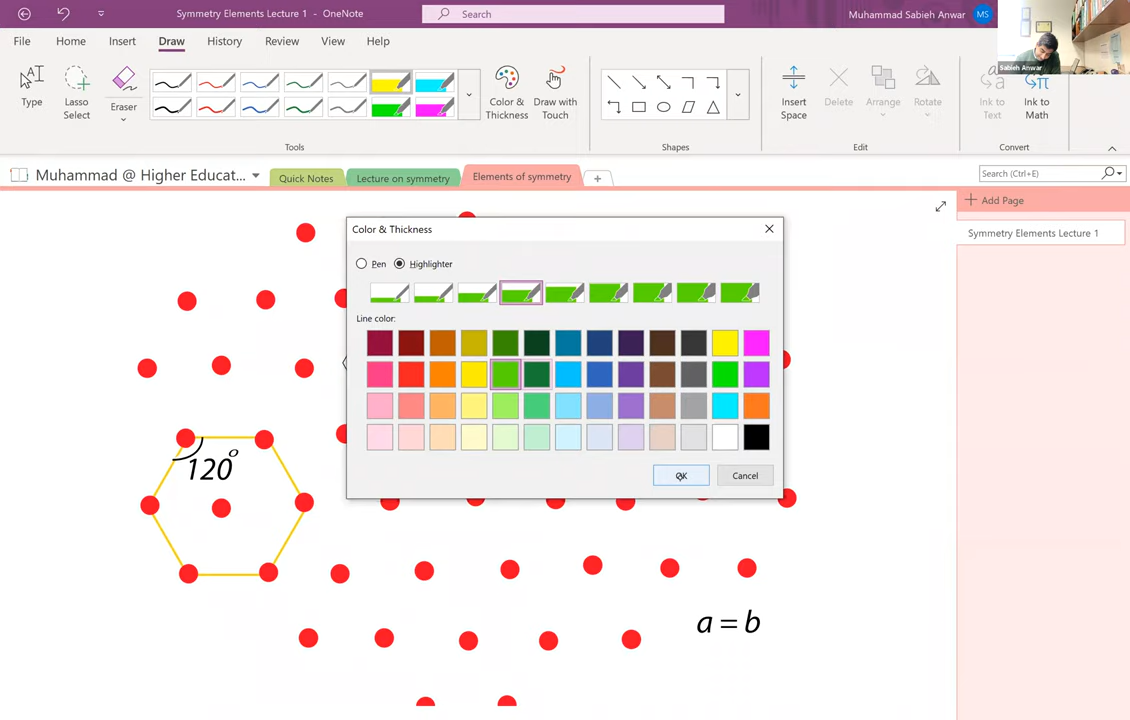 Symmetry Elements Lecture 1 - OneNote
Search
Muhammad Sabieh Anwar
MS
File
Home
Insert
Draw
History
Review
View
Help
Sabieh Anwar
Type
Lasso
Select
Eraser
Color &
Thickness
Draw with
Touch
Insert
Space
Delete
Arrange
Rotate
Ink to
Text
Ink to
Math
Tools
Shapes
Edit
Convert
Muhammad @ Higher Educat...
Quick Notes
Lecture on symmetry
Elements of symmetry
Search (Ctrl+E)
Add Page
Symmetry Elements Lecture 1
Color & Thickness
Pen
Highlighter
Line color:
OK
Cancel
120°
a = b